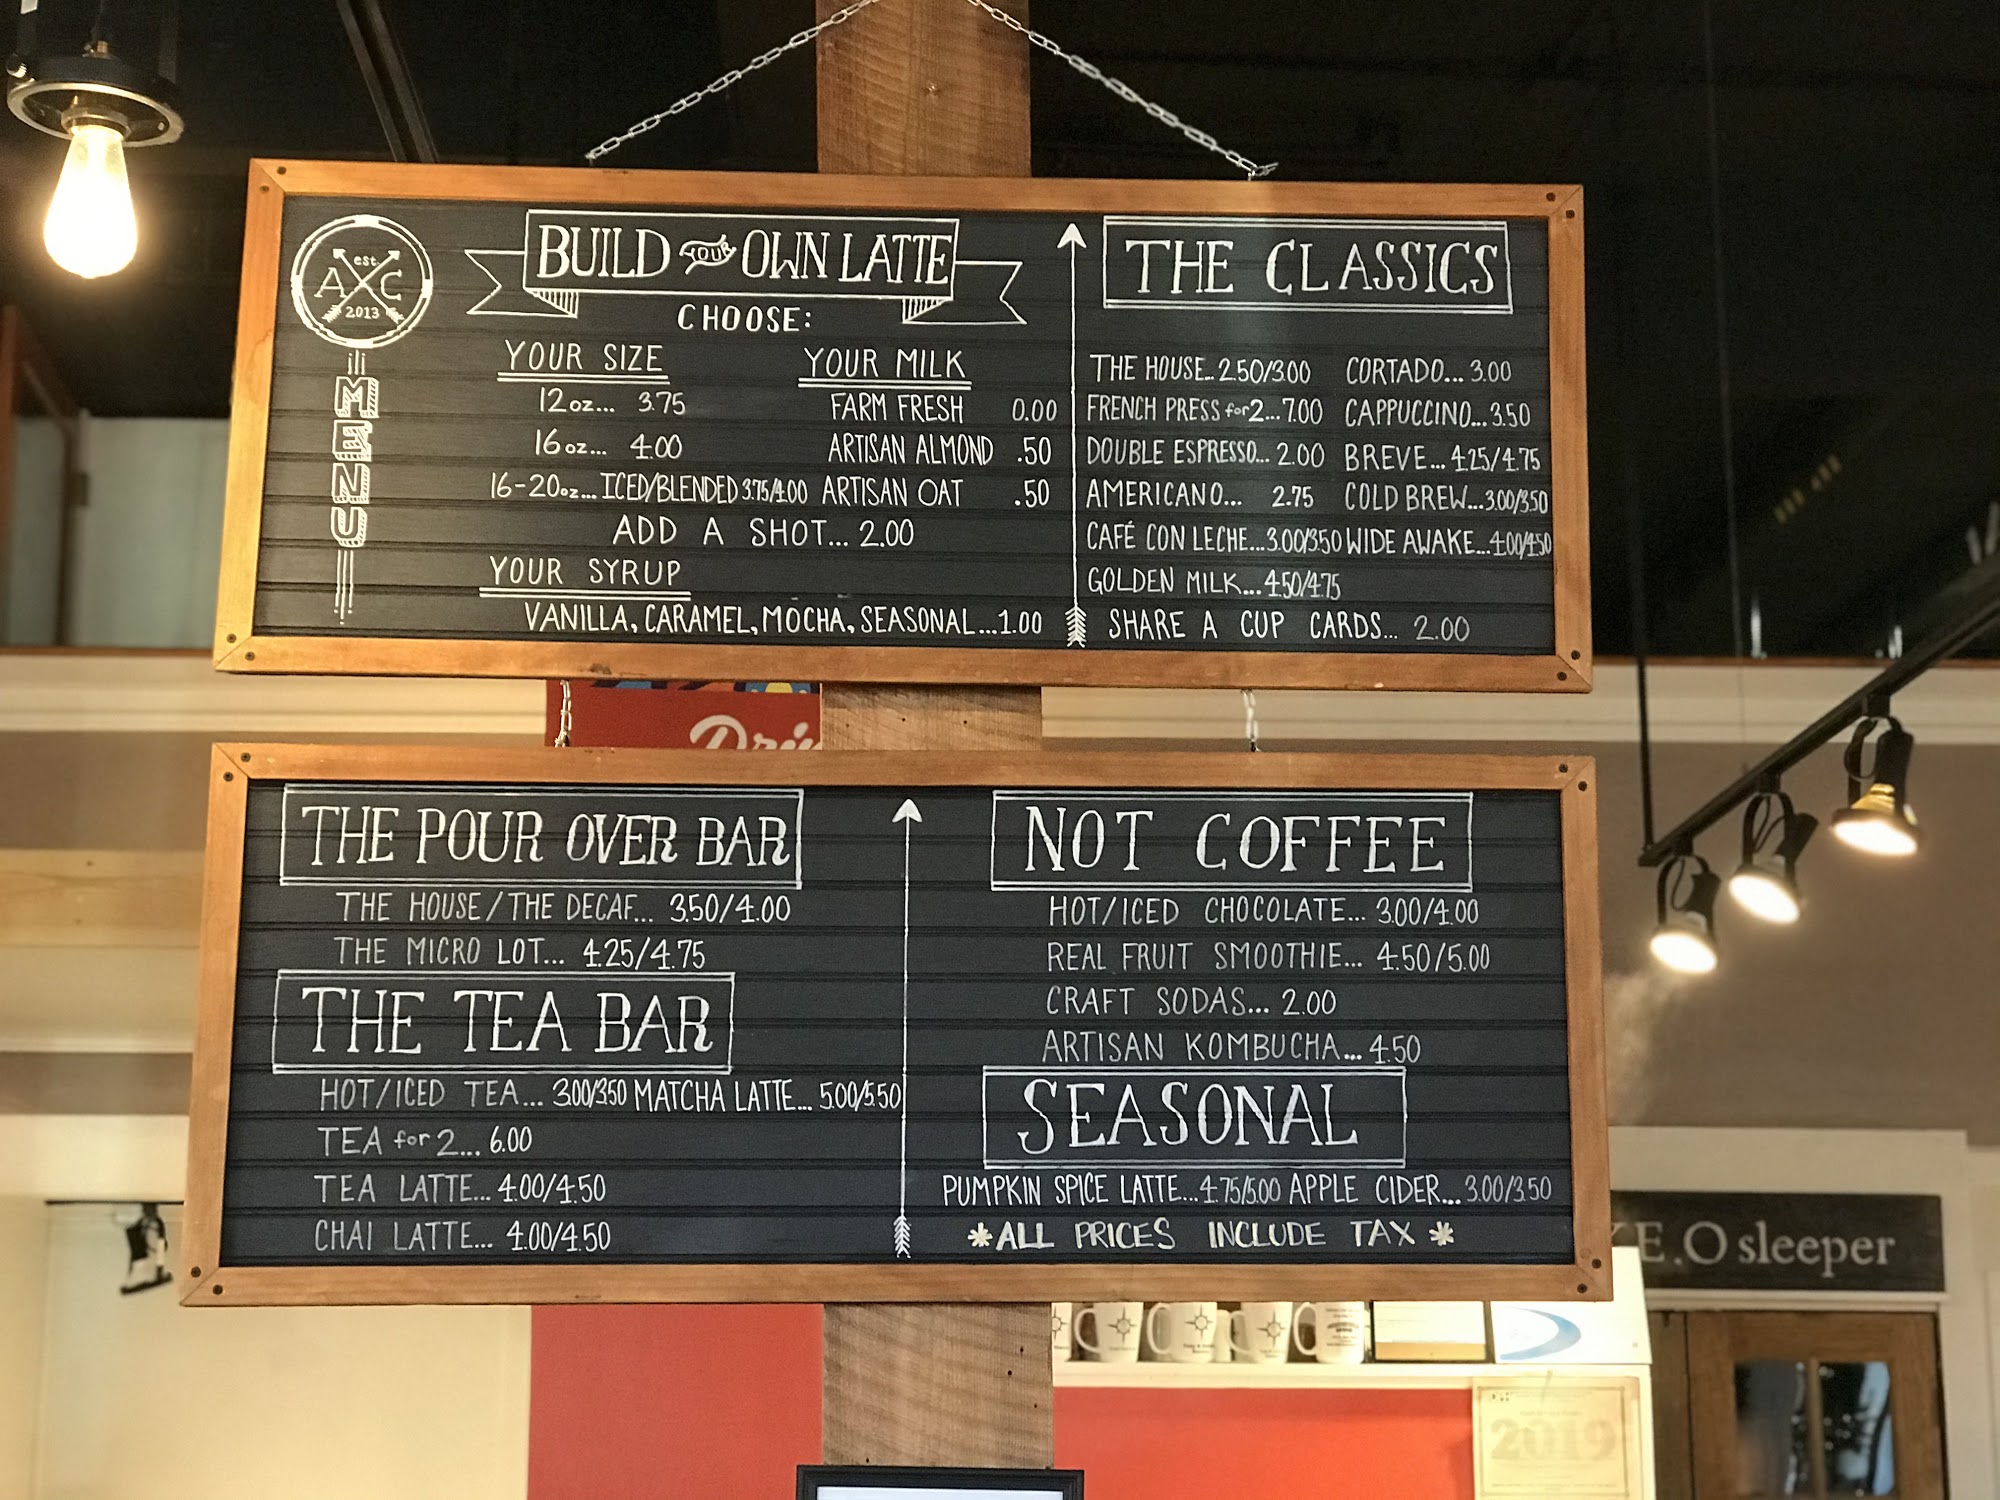 est.
A C
2013
MENU
BUILD YOUR OWN LATTE
CHOOSE:
YOUR SIZE
12oz... 3.75
16oz... 4.00
16-20oz... ICED/BLENDED 3.75/4.00
YOUR MILK
FARM FRESH 0.00
ARTISAN ALMOND .50
ARTISAN OAT .50
ADD A SHOT... 2.00
YOUR SYRUP
VANILLA, CARAMEL, MOCHA, SEASONAL...1.00
THE CLASSICS
THE HOUSE... 2.50/3.00
FRENCH PRESS for 2...7.00
DOUBLE ESPRESSO... 2.00
AMERICANO... 2.75
CAFÉ CON LECHE...3.00/3.50
GOLDEN MILK...4.50/4.75
CORTADO... 3.00
CAPPUCCINO...3.50
BREVE... 4.25/4.75
COLD BREW...3.00/3.50
WIDE AWAKE...4.00/4.50
SHARE A CUP CARDS... 2.00
Dri
THE POUR OVER BAR
THE HOUSE/THE DECAF... 3.50/4.00
THE MICRO LOT... 4.25/4.75
THE TEA BAR
HOT/ICED TEA... 3.00/3.50 MATCHA LATTE... 5.00/5.50
TEA for 2... 6.00
TEA LATTE... 4.00/4.50
CHAI LATTE... 4.00/4.50
NOT COFFEE
HOT/ICED CHOCOLATE... 3.00/4.00
REAL FRUIT SMOOTHIE... 4.50/5.00
CRAFT SODAS... 2.00
ARTISAN KOMBUCHA... 4.50
SEASONAL
PUMPKIN SPICE LATTE...4.75/5.00 APPLE CIDER... 3.00/3.50
*ALL PRICES INCLUDE TAX*
E.O sleeper
2019